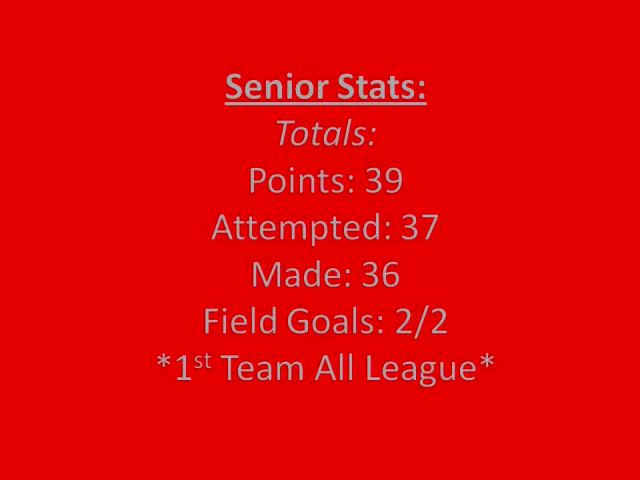 Senior Stats:
Totals:
Points: 39
Attempted: 37
Made: 36
Field Goals: 2/2
*1st Team All League*